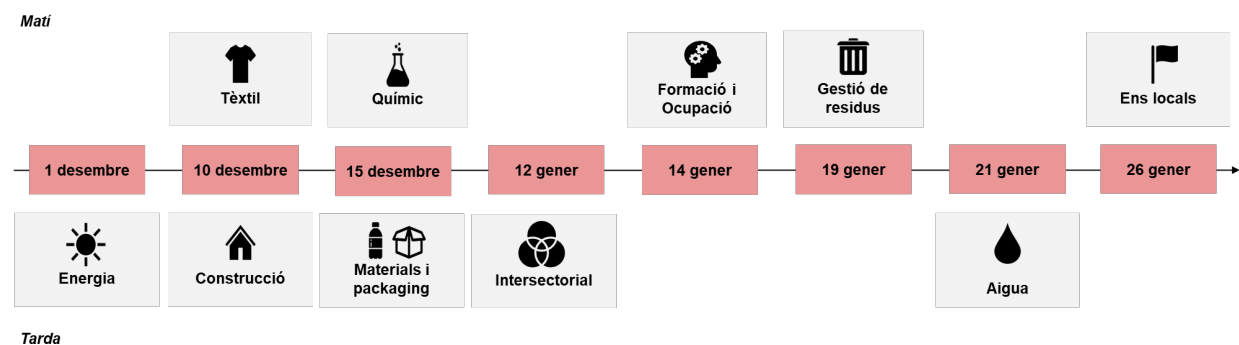 Matí
Tèxtil
Químic
Formació i
Ocupació
Gestió de
residus
Ens locals
1 desembre
10 desembre
15 desembre
12 gener
14 gener
19 gener
21 gener
26 gener
Energia
Construcció
Materials i
packaging
Intersectorial
Aigua
Tarda